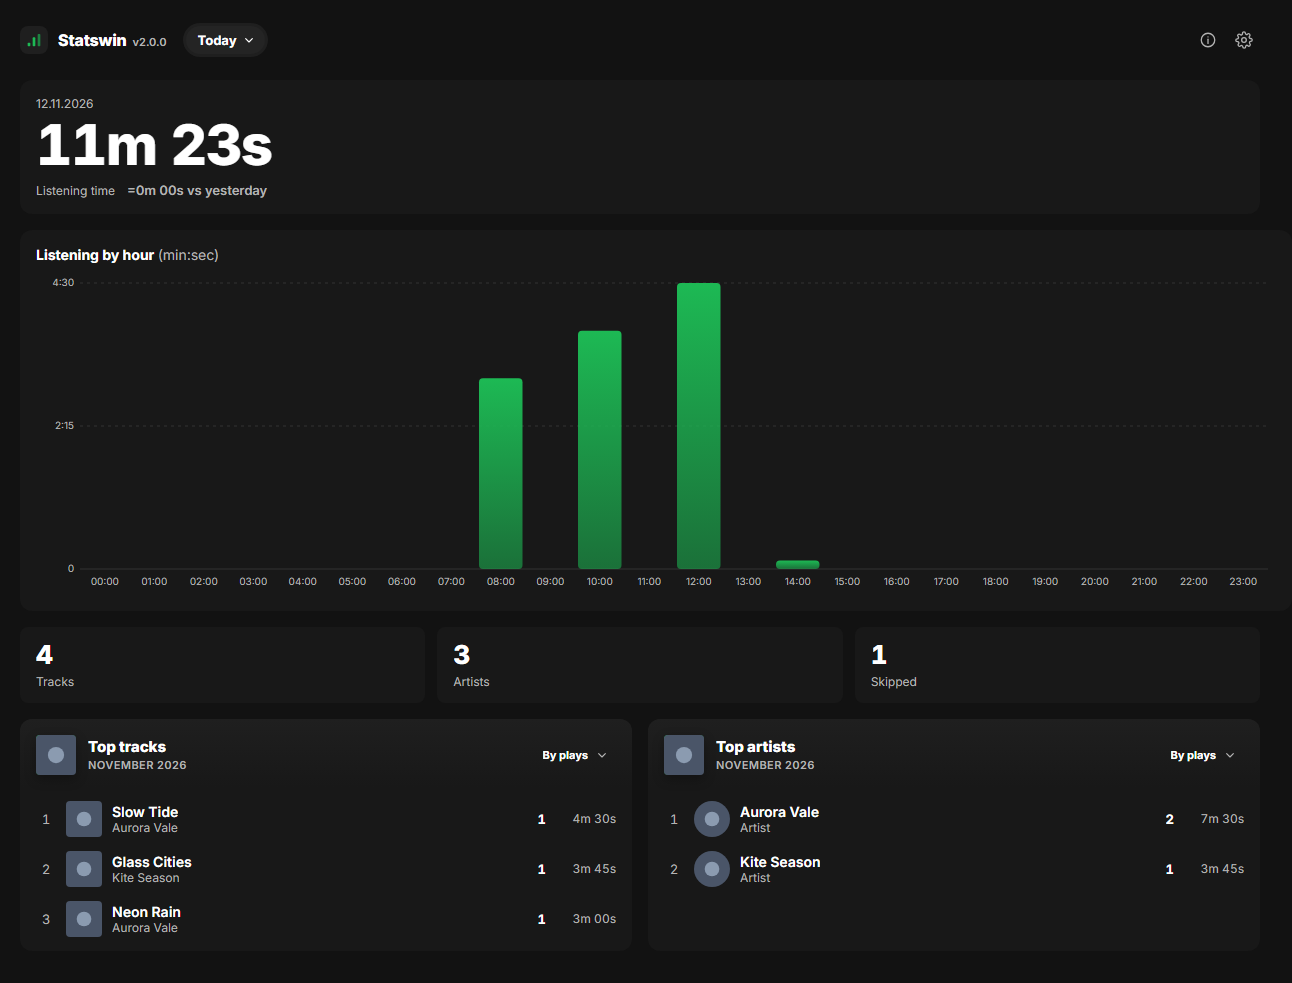 Statswin v2.0.0 Today
12.11.2026
11m 23s
Listening time =0m 00s vs yesterday
Listening by hour (min:sec)
4:30
2:15
0
00:00 01:00 02:00 03:00 04:00 05:00 06:00 07:00 08:00 09:00 10:00 11:00 12:00 13:00 14:00 15:00 16:00 17:00 18:00 19:00 20:00 21:00 22:00 23:00
4
Tracks
3
Artists
1
Skipped
Top tracks
NOVEMBER 2026
By plays
1 Slow Tide 1 4m 30s
Aurora Vale
2 Glass Cities 1 3m 45s
Kite Season
3 Neon Rain 1 3m 00s
Aurora Vale
Top artists
NOVEMBER 2026
By plays
1 Aurora Vale 2 7m 30s
Artist
2 Kite Season 1 3m 45s
Artist